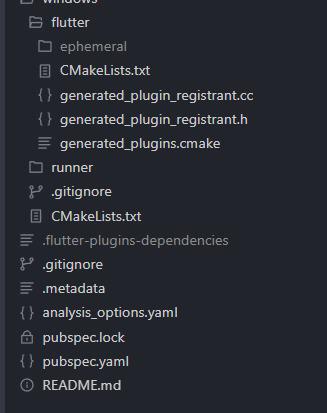 windows
flutter
ephemeral
CMakeLists.txt
generated_plugin_registrant.cc
generated_plugin_registrant.h
generated_plugins.cmake
runner
.gitignore
CMakeLists.txt
.flutter-plugins-dependencies
.gitignore
.metadata
analysis_options.yaml
pubspec.lock
pubspec.yaml
README.md